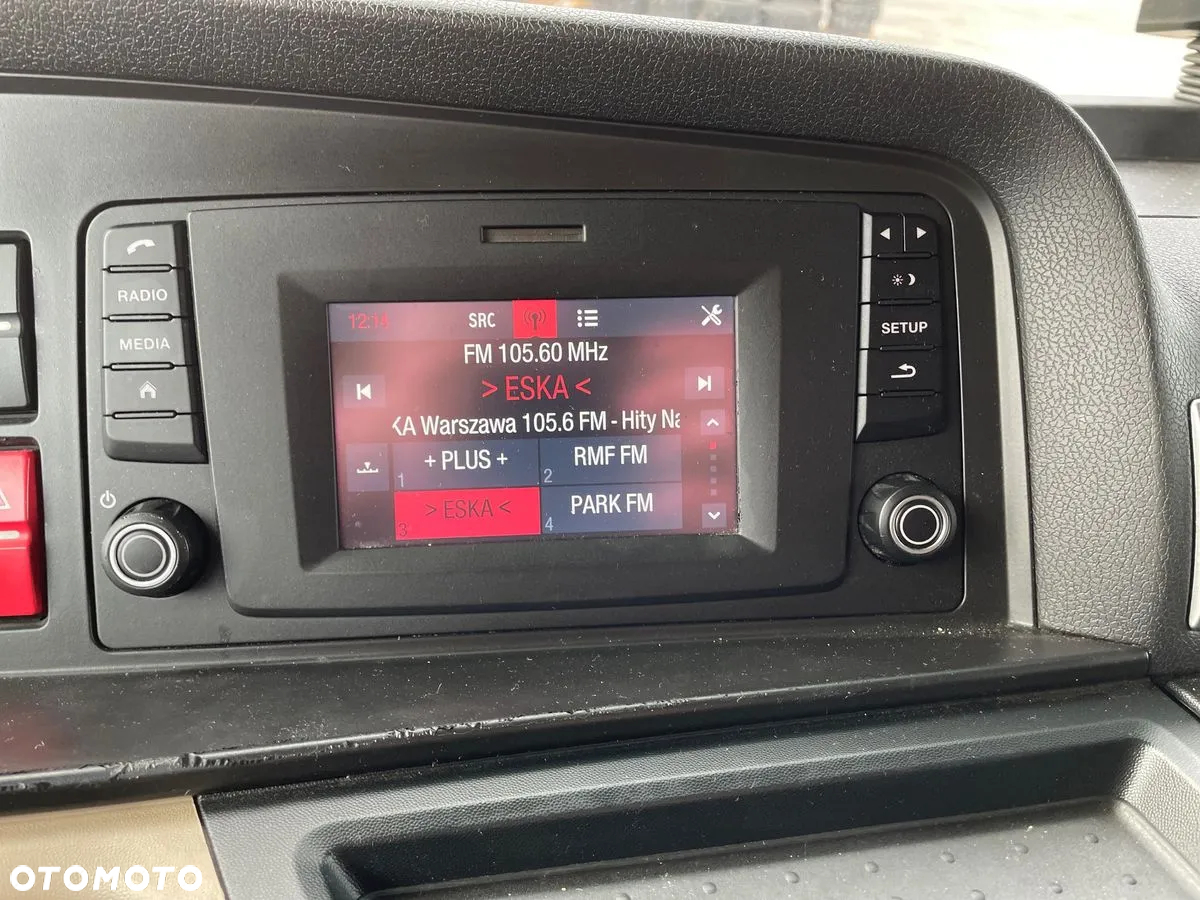 RADIO
MEDIA
12:14 SRC
FM 105.60 MHz
> ESKA <
KA Warszawa 105.6 FM - Hity Na
+ PLUS +
1
RMF FM
2
> ESKA <
3
PARK FM
4
SETUP
OTOMOTO